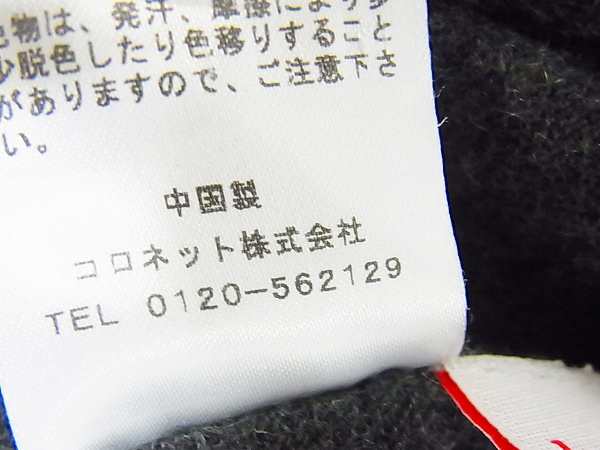 色物は、発汗、摩擦により多
少脱色したり色移りすること
がありますので、ご注意下さ
い。
中国製
コロネット株式会社
TEL 0120-562129